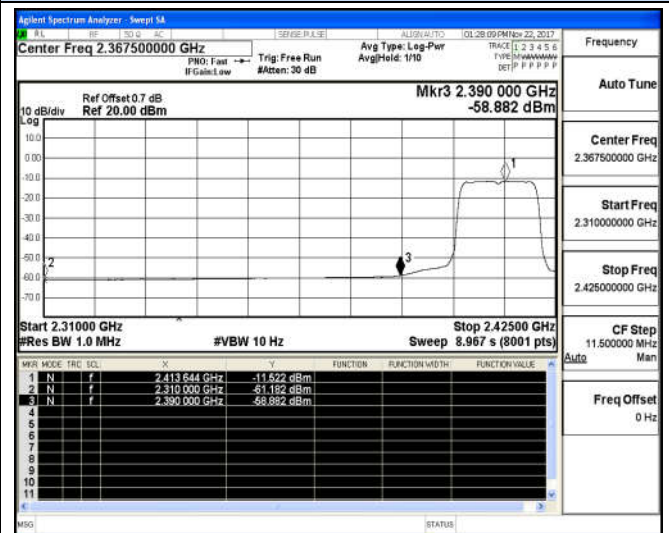 Agilent Spectrum Analyzer - Swept SA
RL RF 50 Ω AC SENSE:PULSE ALIGN AUTO 01:28:09 PM Nov 22, 2017
Center Freq 2.367500000 GHz
PNO: Fast
IFGain:Low
Trig: Free Run
#Atten: 30 dB
Avg Type: Log-Pwr
Avg|Hold: 1/10
TRACE 1 2 3 4 5 6
TYPE MWWWWW
DET P P P P P P
Frequency
Auto Tune
Center Freq
2.367500000 GHz
Start Freq
2.310000000 GHz
Stop Freq
2.425000000 GHz
CF Step
11.500000 MHz
Auto Man
Freq Offset
0 Hz
Ref Offset 0.7 dB
Ref 20.00 dBm
10 dB/div
Log
Mkr3 2.390 000 GHz
-58.882 dBm
10.0
0.00
-10.0
-20.0
-30.0
-40.0
-50.0
-60.0
-70.0
1
2
3
Start 2.31000 GHz
Stop 2.42500 GHz
#Res BW 1.0 MHz
#VBW 10 Hz
Sweep 8.967 s (8001 pts)
MKR MODE TRC SCL X Y FUNCTION FUNCTION WIDTH FUNCTION VALUE
1 N f 2.413 644 GHz -11.522 dBm
2 N f 2.310 000 GHz -61.182 dBm
3 N f 2.390 000 GHz -58.882 dBm
4
5
6
7
8
9
10
11
MSG STATUS